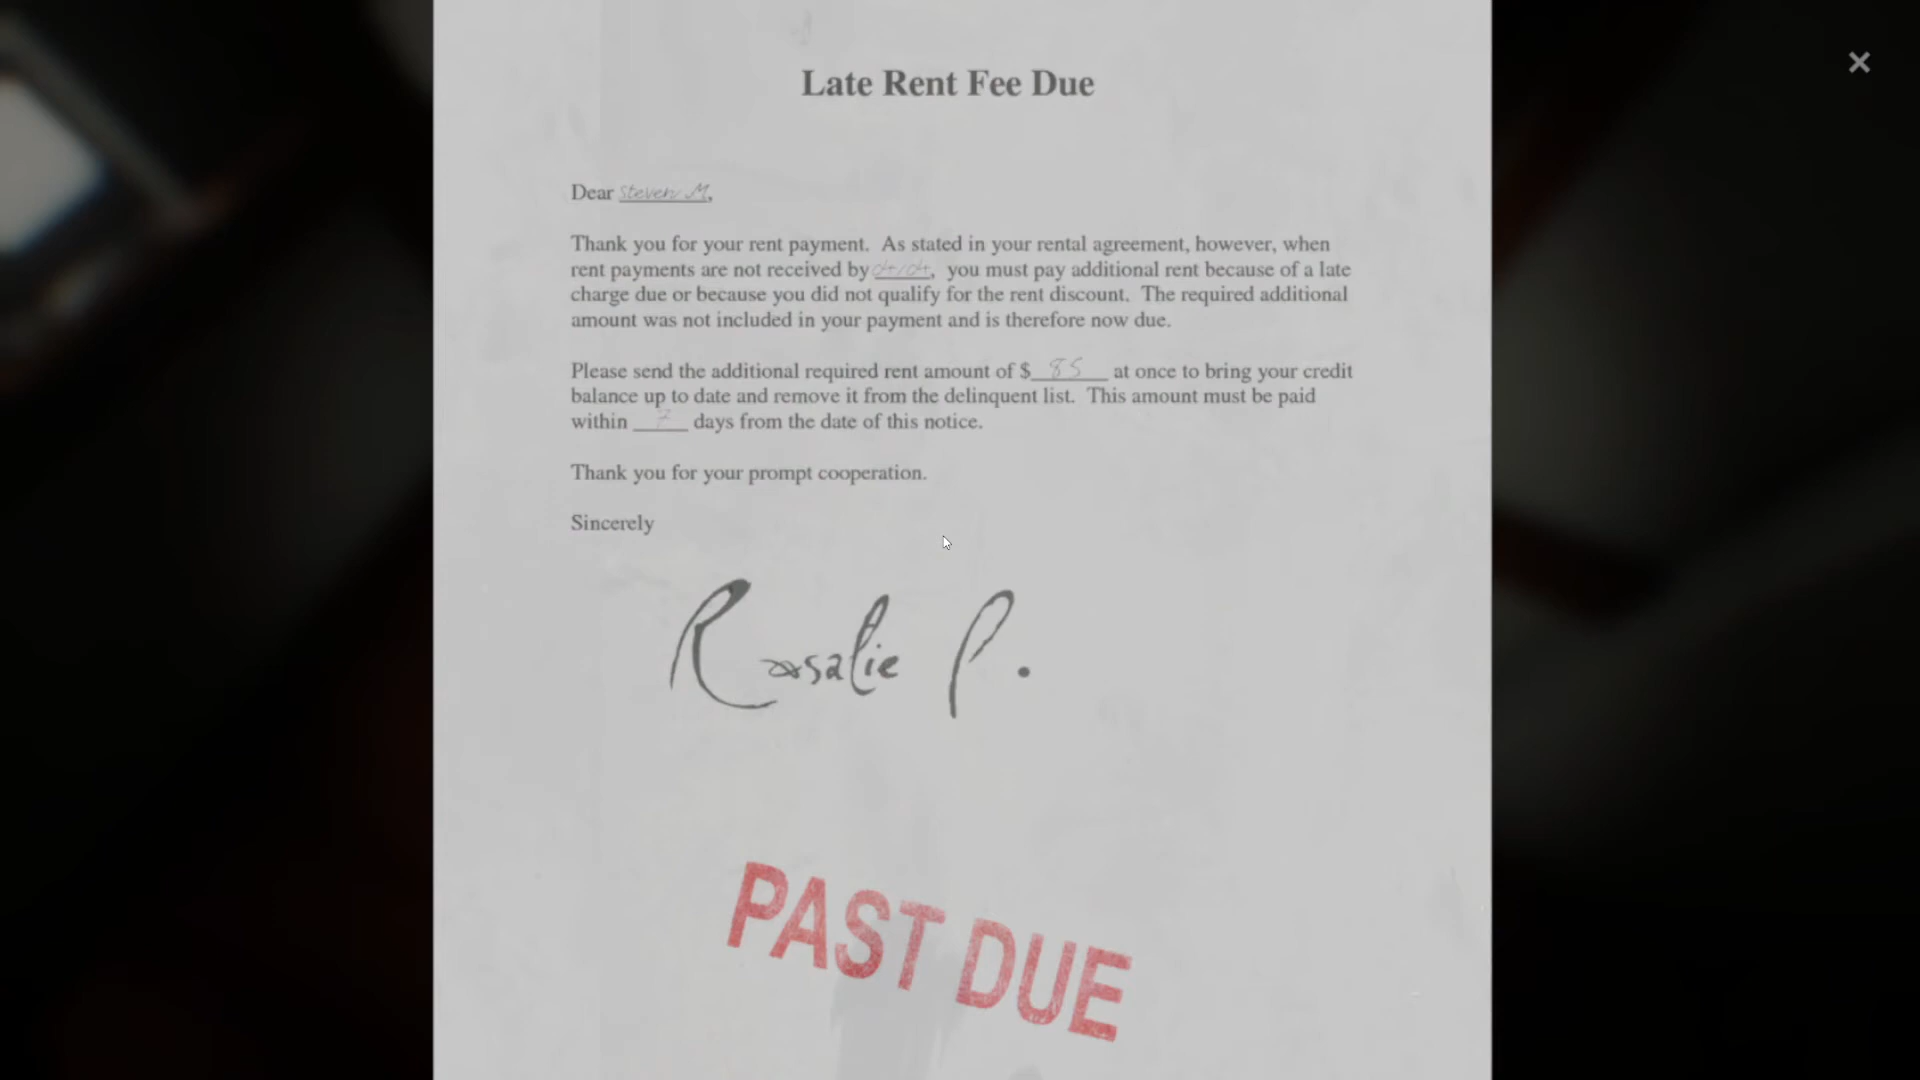 Late Rent Fee Due
Dear Steven M,
Thank you for your rent payment. As stated in your rental agreement, however, when
rent payments are not received by 04/04, you must pay additional rent because of a late
charge due or because you did not qualify for the rent discount. The required additional
amount was not included in your payment and is therefore now due.
Please send the additional required rent amount of $ 85 at once to bring your credit
balance up to date and remove it from the delinquent list. This amount must be paid
within 7 days from the date of this notice.
Thank you for your prompt cooperation.
Sincerely
Rosalie P.
PAST DUE